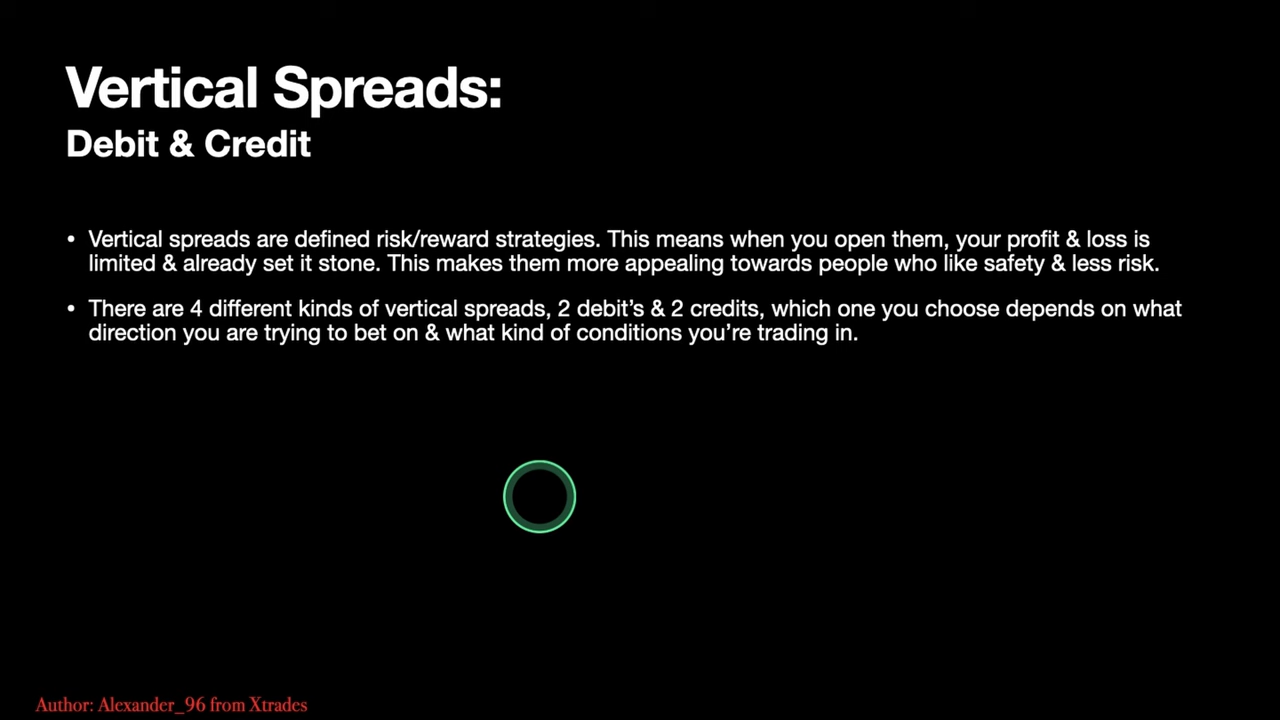 Vertical Spreads:
Debit & Credit
• Vertical spreads are defined risk/reward strategies. This means when you open them, your profit & loss is
limited & already set it stone. This makes them more appealing towards people who like safety & less risk.
• There are 4 different kinds of vertical spreads, 2 debit’s & 2 credits, which one you choose depends on what
direction you are trying to bet on & what kind of conditions you’re trading in.
Author: Alexander_96 from Xtrades